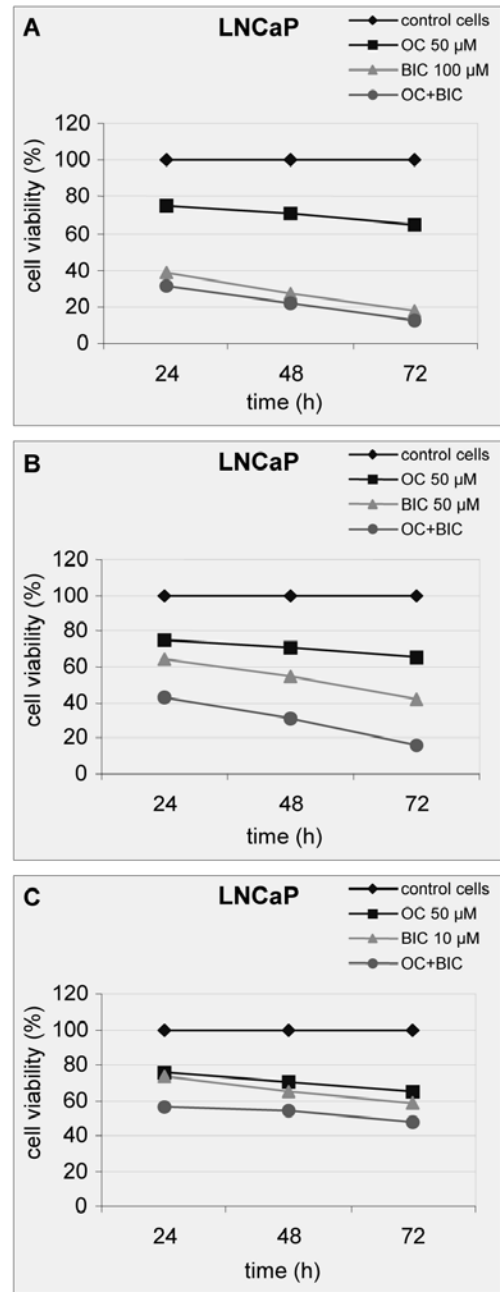 A
LNCaP
control cells
OC 50 µM
BIC 100 µM
OC+BIC
cell viability (%)
120
100
80
60
40
20
0
24 48 72
time (h)
B
LNCaP
control cells
OC 50 µM
BIC 50 µM
OC+BIC
cell viability (%)
120
100
80
60
40
20
0
24 48 72
time (h)
C
LNCaP
control cells
OC 50 µM
BIC 10 µM
OC+BIC
cell viability (%)
120
100
80
60
40
20
0
24 48 72
time (h)